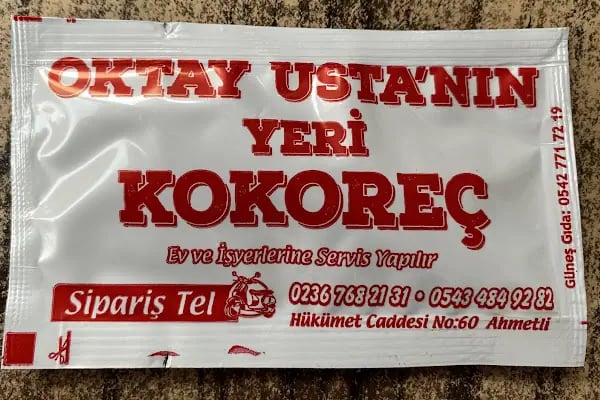 OKTAY USTA'NIN
YERİ
KOKOREÇ
Ev ve İşyerlerine Servis Yapılır
Sipariş Tel
0236 768 21 31 • 0543 484 92 82
Hükümet Caddesi No:60 Ahmetli
Güneş Gıda: 0542 771 72 19